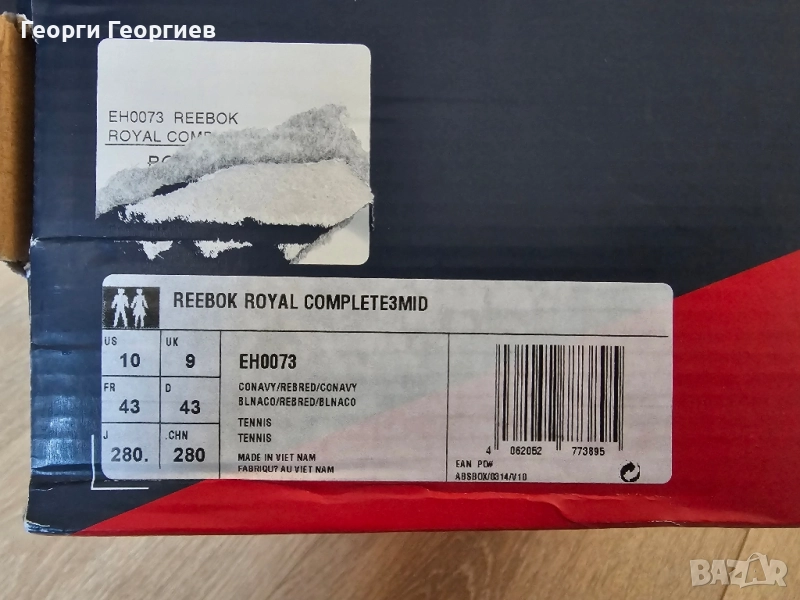 Георги Георгиев
EH0073 REEBOK
ROYAL COMP
REEBOK ROYAL COMPLETE3MID
US
10
UK
9
FR
43
D
43
J
280.
.CHN
280
EH0073
CONAVY/REBRED/CONAVY
BLNACO/REBRED/BLNACO
TENNIS
TENNIS
MADE IN VIET NAM
FABRIQU? AU VIET NAM
4 062052 773895
EAN PO#
ABSBOX/0314/V10
BAZAR